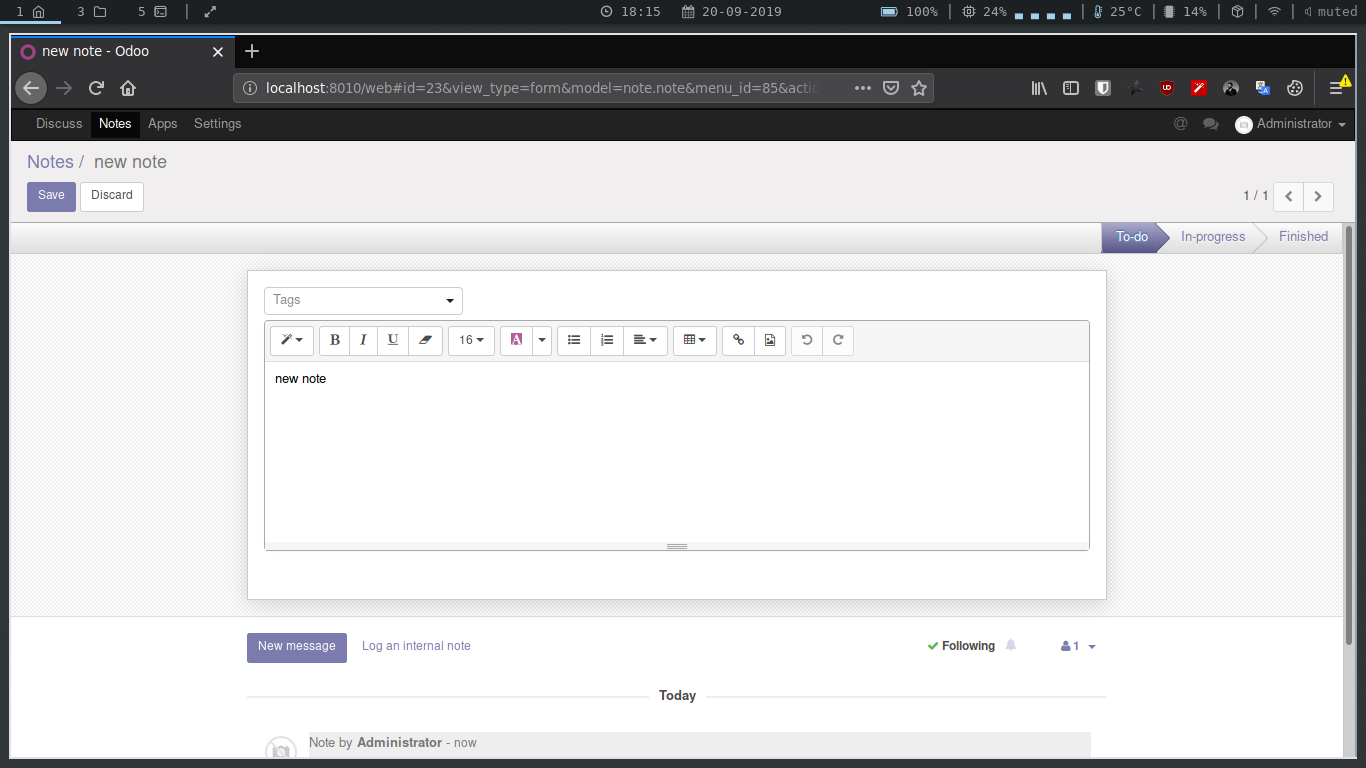 1 3 5 18:15 20-09-2019 100% 24% 25°C 14% muted
new note - Odoo
localhost:8010/web#id=23&view_type=form&model=note.note&menu_id=85&actio
Discuss Notes Apps Settings @ Administrator
Notes / new note
Save Discard 1 / 1
To-do In-progress Finished
Tags
B I U 16 A
new note
New message Log an internal note Following 1
Today
Note by Administrator - now